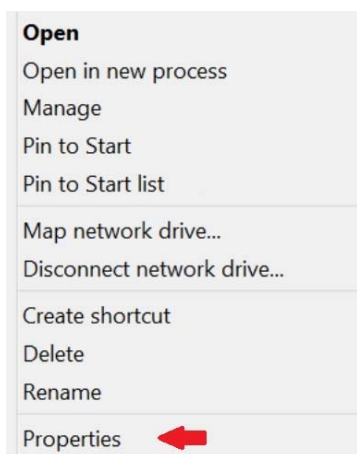 Open
Open in new process
Manage
Pin to Start
Pin to Start list
Map network drive...
Disconnect network drive...
Create shortcut
Delete
Rename
Properties